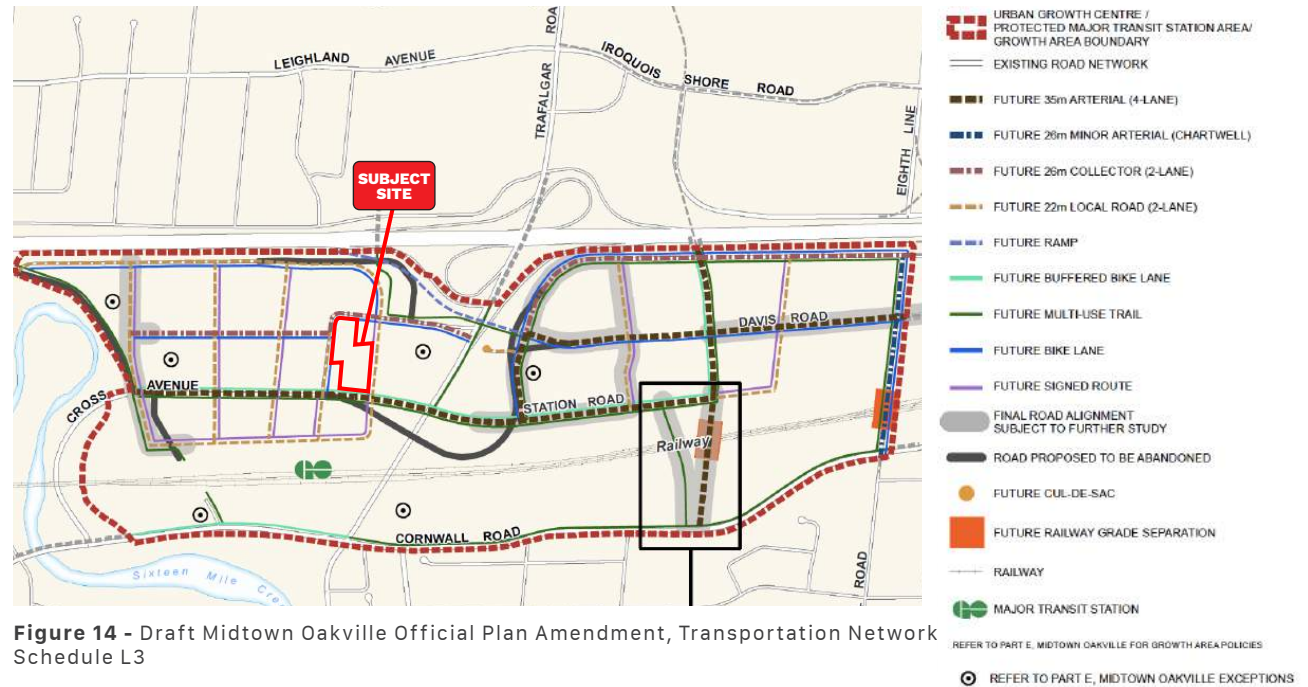 LEIGHLAND AVENUE
IROQUOIS SHORE ROAD
TRAFALGAR ROA
EIGHTH LINE
SUBJECT
SITE
DAVIS ROAD
CROSS AVENUE
STATION ROAD
Railway
CORNWALL ROAD
ROAD
Sixteen Mile Cre
URBAN GROWTH CENTRE /
PROTECTED MAJOR TRANSIT STATION AREA/
GROWTH AREA BOUNDARY
EXISTING ROAD NETWORK
FUTURE 35m ARTERIAL (4-LANE)
FUTURE 26m MINOR ARTERIAL (CHARTWELL)
FUTURE 26m COLLECTOR (2-LANE)
FUTURE 22m LOCAL ROAD (2-LANE)
FUTURE RAMP
FUTURE BUFFERED BIKE LANE
FUTURE MULTI-USE TRAIL
FUTURE BIKE LANE
FUTURE SIGNED ROUTE
FINAL ROAD ALIGNMENT
SUBJECT TO FURTHER STUDY
ROAD PROPOSED TO BE ABANDONED
FUTURE CUL-DE-SAC
FUTURE RAILWAY GRADE SEPARATION
RAILWAY
GO MAJOR TRANSIT STATION
REFER TO PART E, MIDTOWN OAKVILLE FOR GROWTH AREA POLICIES
REFER TO PART E, MIDTOWN OAKVILLE EXCEPTIONS
Figure 14 - Draft Midtown Oakville Official Plan Amendment, Transportation Network
Schedule L3